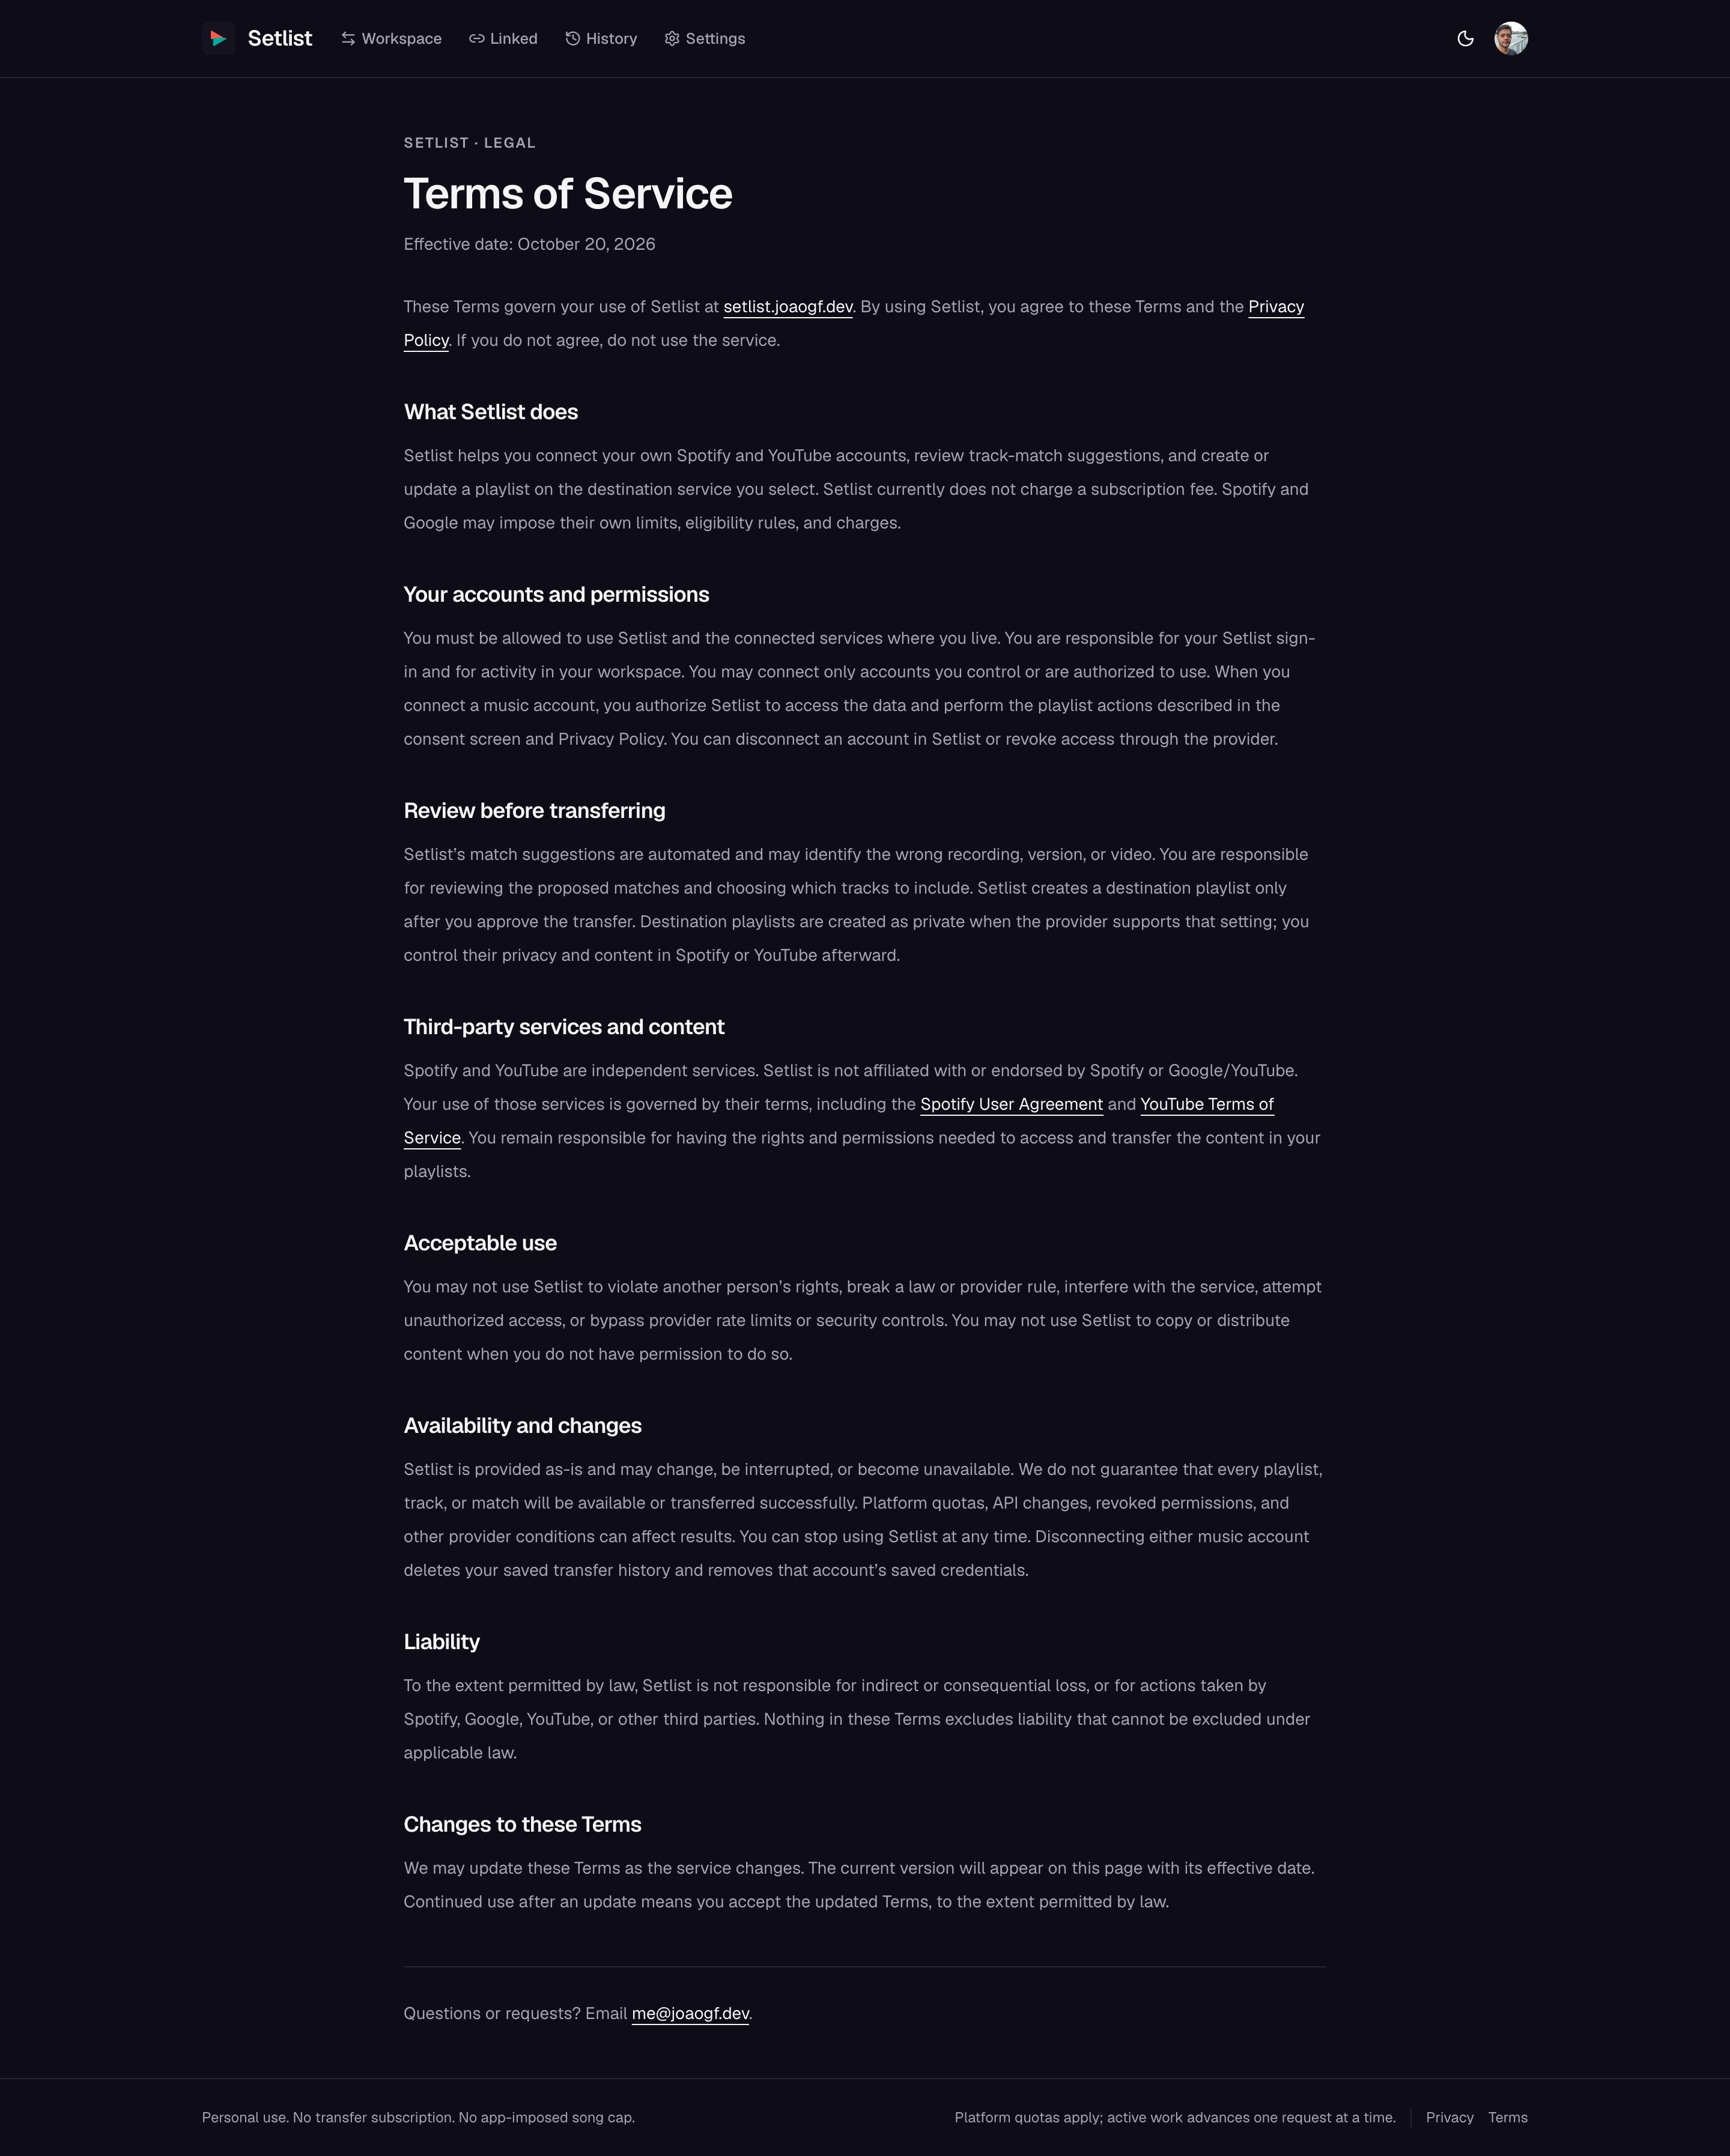 Setlist
Workspace
Linked
History
Settings
SETLIST · LEGAL
Terms of Service
Effective date: October 20, 2026
These Terms govern your use of Setlist at setlist.joaogf.dev. By using Setlist, you agree to these Terms and the Privacy
Policy. If you do not agree, do not use the service.
What Setlist does
Setlist helps you connect your own Spotify and YouTube accounts, review track-match suggestions, and create or
update a playlist on the destination service you select. Setlist currently does not charge a subscription fee. Spotify and
Google may impose their own limits, eligibility rules, and charges.
Your accounts and permissions
You must be allowed to use Setlist and the connected services where you live. You are responsible for your Setlist sign-
in and for activity in your workspace. You may connect only accounts you control or are authorized to use. When you
connect a music account, you authorize Setlist to access the data and perform the playlist actions described in the
consent screen and Privacy Policy. You can disconnect an account in Setlist or revoke access through the provider.
Review before transferring
Setlist’s match suggestions are automated and may identify the wrong recording, version, or video. You are responsible
for reviewing the proposed matches and choosing which tracks to include. Setlist creates a destination playlist only
after you approve the transfer. Destination playlists are created as private when the provider supports that setting; you
control their privacy and content in Spotify or YouTube afterward.
Third-party services and content
Spotify and YouTube are independent services. Setlist is not affiliated with or endorsed by Spotify or Google/YouTube.
Your use of those services is governed by their terms, including the Spotify User Agreement and YouTube Terms of
Service. You remain responsible for having the rights and permissions needed to access and transfer the content in your
playlists.
Acceptable use
You may not use Setlist to violate another person’s rights, break a law or provider rule, interfere with the service, attempt
unauthorized access, or bypass provider rate limits or security controls. You may not use Setlist to copy or distribute
content when you do not have permission to do so.
Availability and changes
Setlist is provided as-is and may change, be interrupted, or become unavailable. We do not guarantee that every playlist,
track, or match will be available or transferred successfully. Platform quotas, API changes, revoked permissions, and
other provider conditions can affect results. You can stop using Setlist at any time. Disconnecting either music account
deletes your saved transfer history and removes that account’s saved credentials.
Liability
To the extent permitted by law, Setlist is not responsible for indirect or consequential loss, or for actions taken by
Spotify, Google, YouTube, or other third parties. Nothing in these Terms excludes liability that cannot be excluded under
applicable law.
Changes to these Terms
We may update these Terms as the service changes. The current version will appear on this page with its effective date.
Continued use after an update means you accept the updated Terms, to the extent permitted by law.
Questions or requests? Email me@joaogf.dev.
Personal use. No transfer subscription. No app-imposed song cap.
Platform quotas apply; active work advances one request at a time.
Privacy
Terms